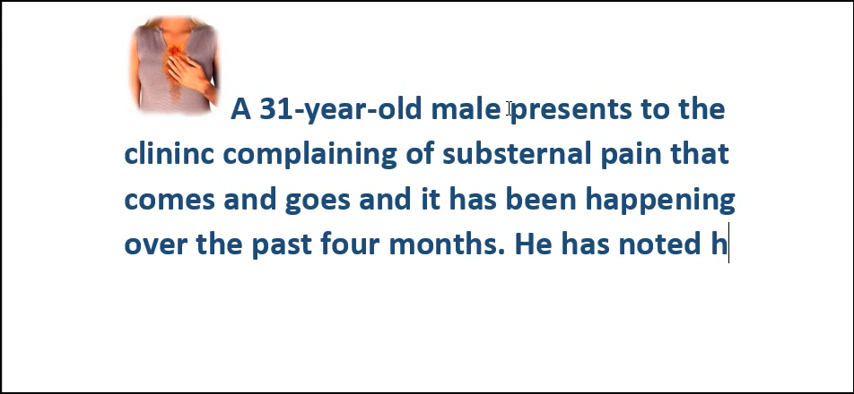 A 31-year-old male presents to the
clininc complaining of substernal pain that
comes and goes and it has been happening
over the past four months. He has noted h